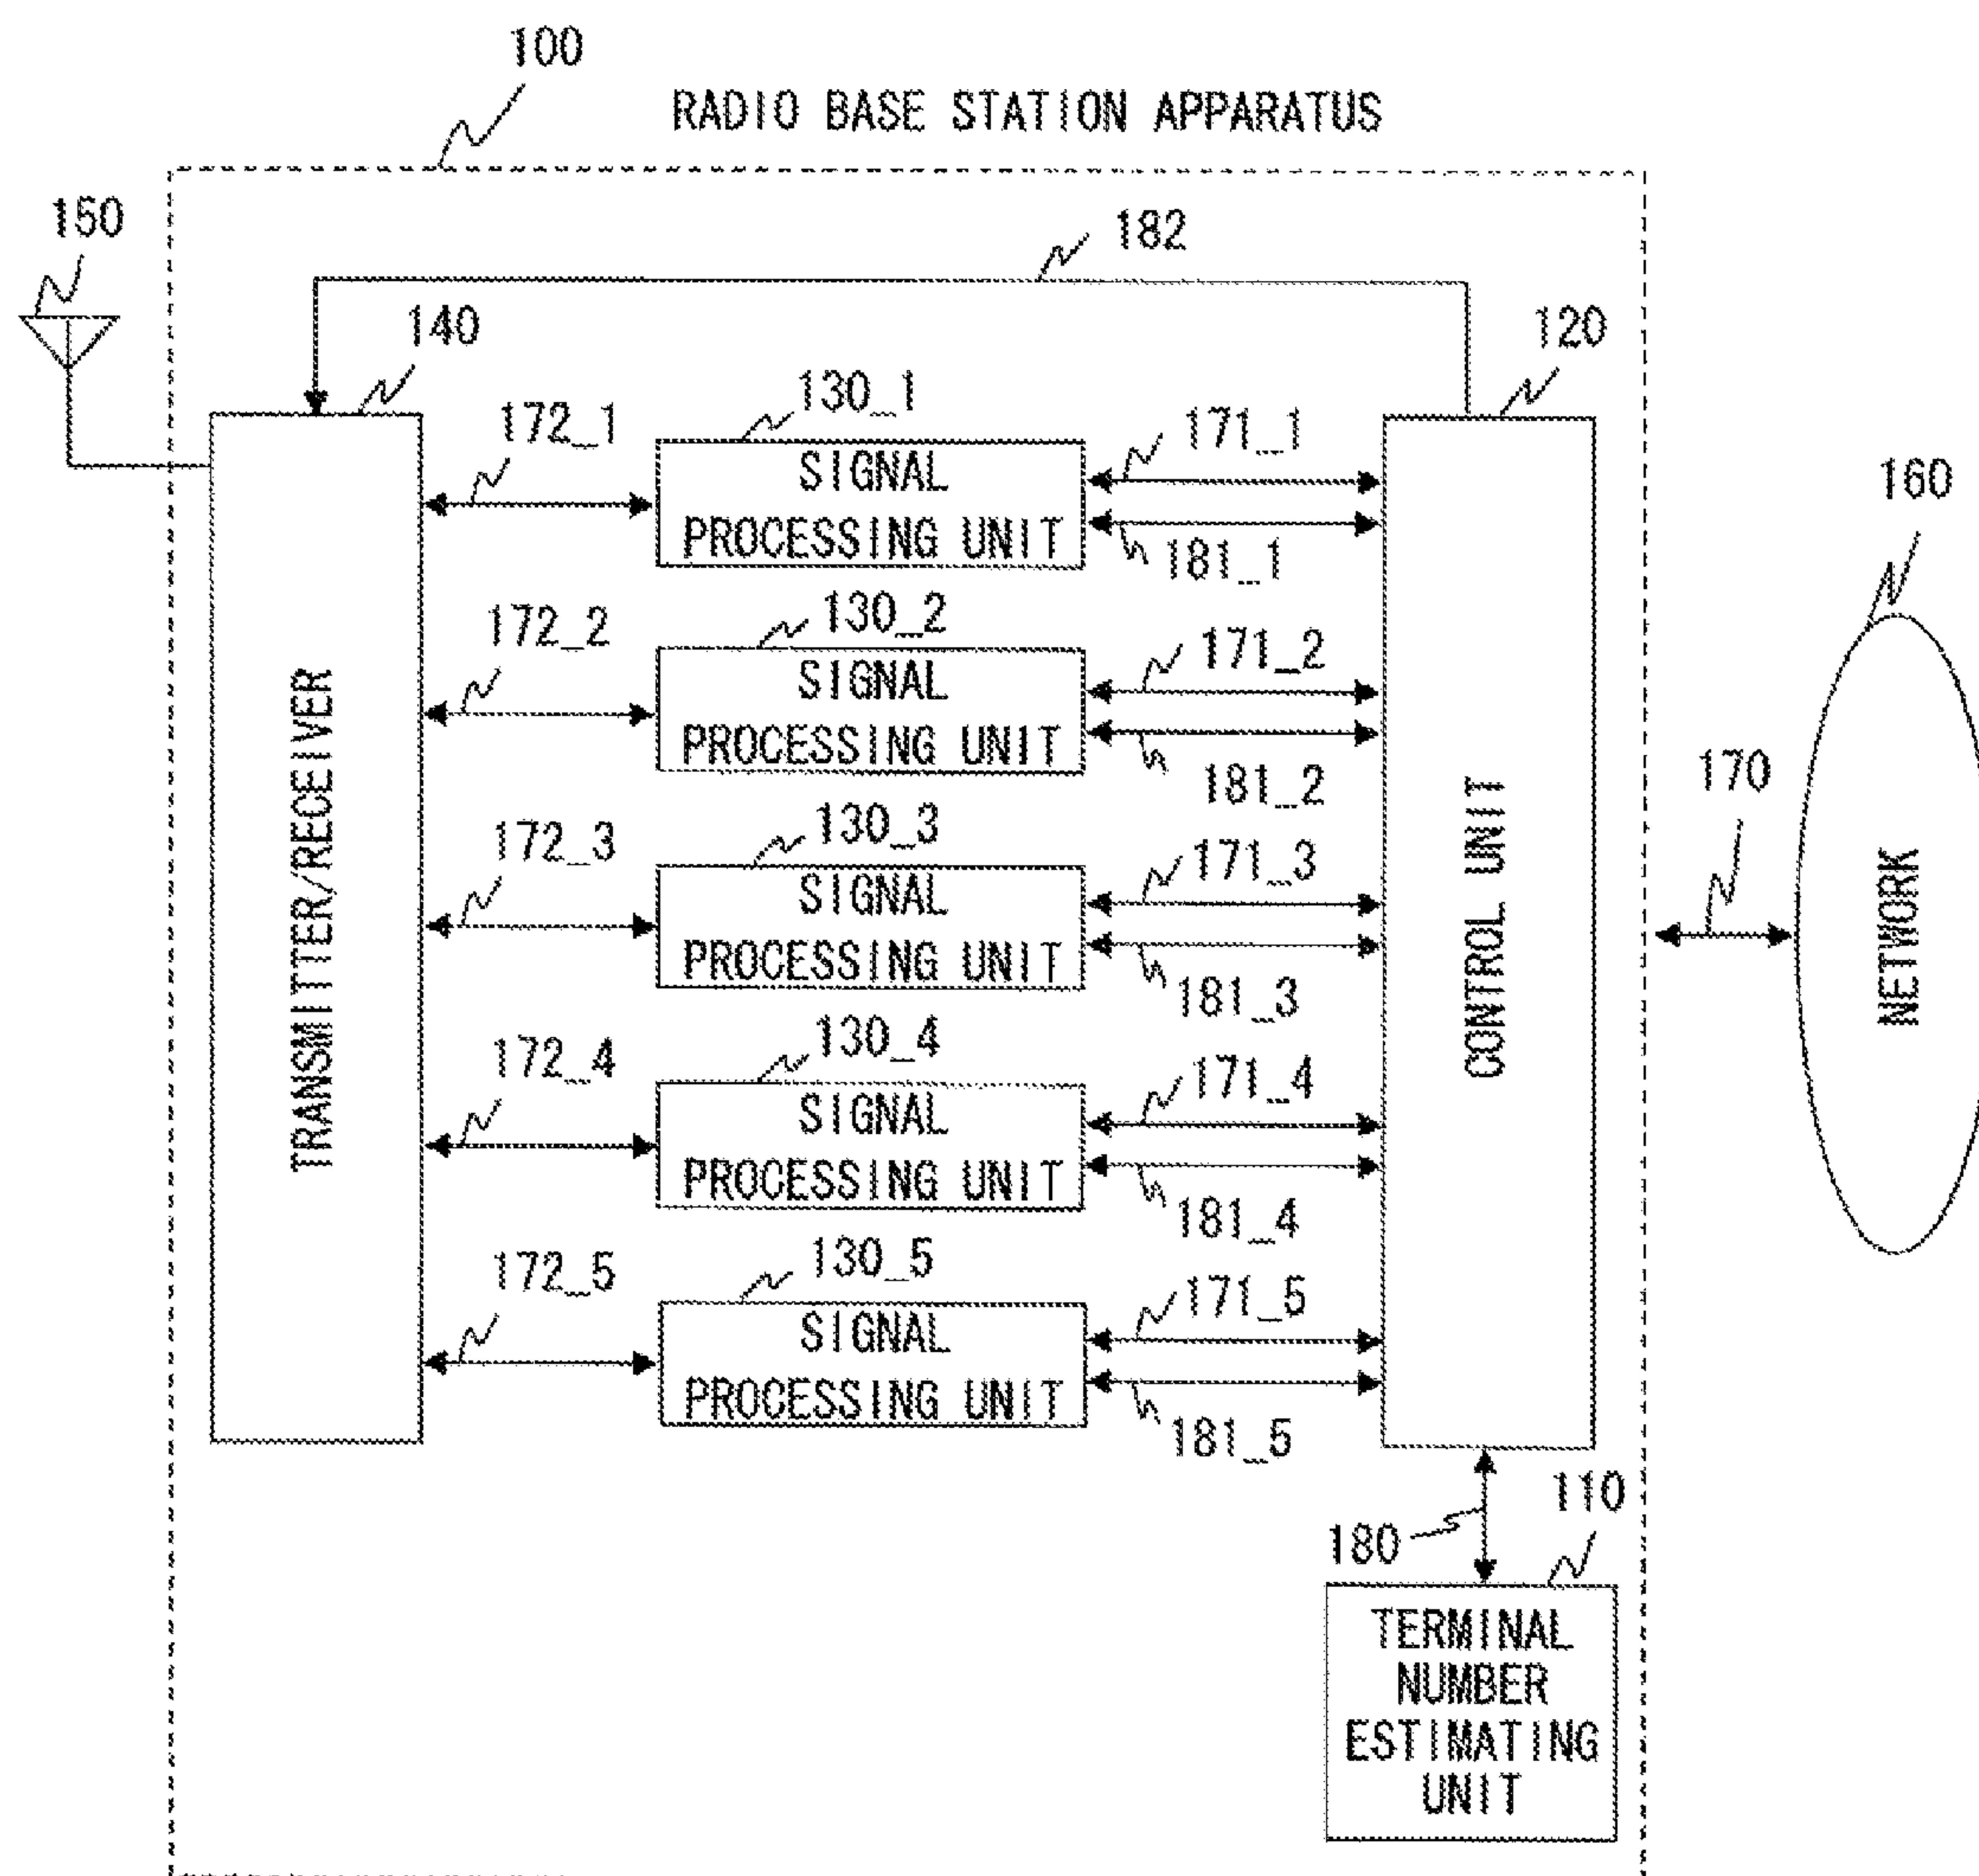 100
RADIO BASE STATION APPARATUS
150
182
140
120
130_1
172_1
171_1
SIGNAL
PROCESSING UNIT
181_1
160
130_2
172_2
171_2
SIGNAL
PROCESSING UNIT
181_2
170
130_3
172_3
171_3
SIGNAL
PROCESSING UNIT
181_3
TRANSMITTER/RECEIVER
CONTROL UNIT
NETWORK
130_4
172_4
171_4
SIGNAL
PROCESSING UNIT
181_4
130_5
172_5
171_5
SIGNAL
PROCESSING UNIT
181_5
110
180
TERMINAL
NUMBER
ESTIMATING
UNIT